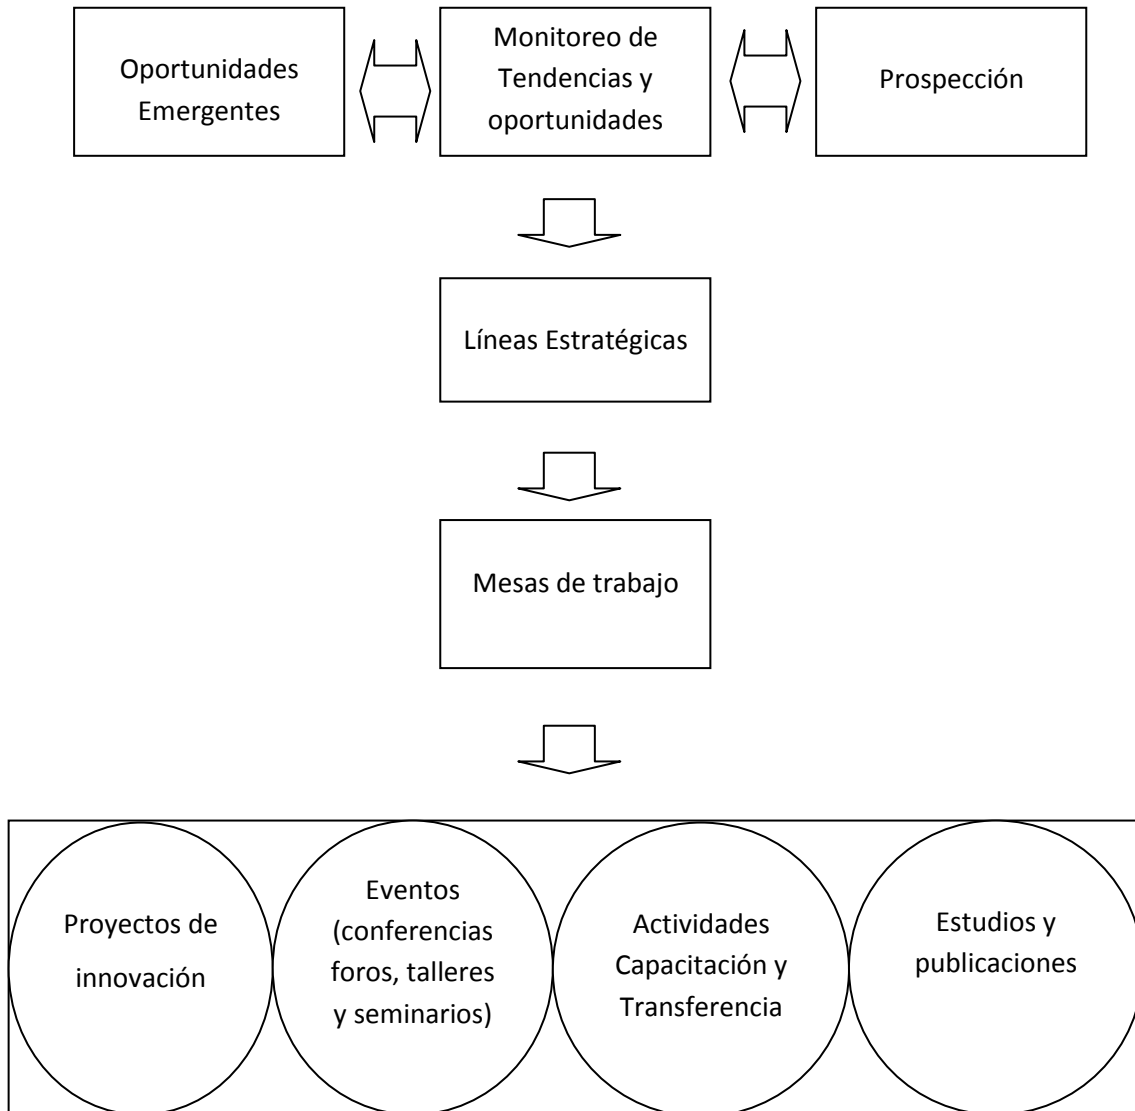 Oportunidades
Emergentes
Monitoreo de
Tendencias y
oportunidades
Prospección
Líneas Estratégicas
Mesas de trabajo
Proyectos de
innovación
Eventos
(conferencias
foros, talleres
y seminarios)
Actividades
Capacitación y
Transferencia
Estudios y
publicaciones